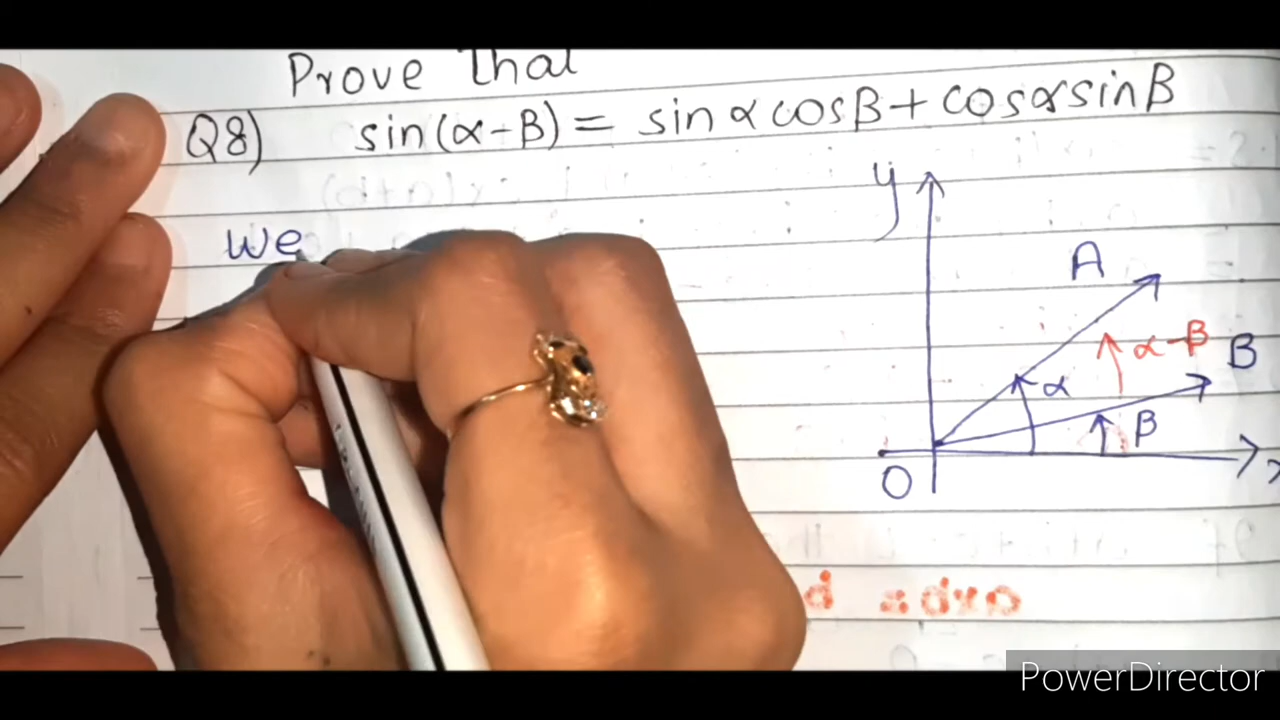 Prove That
Q8) sin(α-β) = sinα cosβ + cosα sinβ
We
y
A
α-β
B
α
β
O
PowerDirector